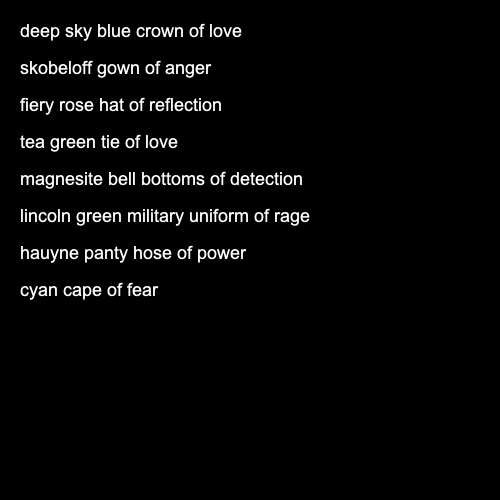 deep sky blue crown of love
skobeloff gown of anger
fiery rose hat of reflection
tea green tie of love
magnesite bell bottoms of detection
lincoln green military uniform of rage
hauyne panty hose of power
cyan cape of fear